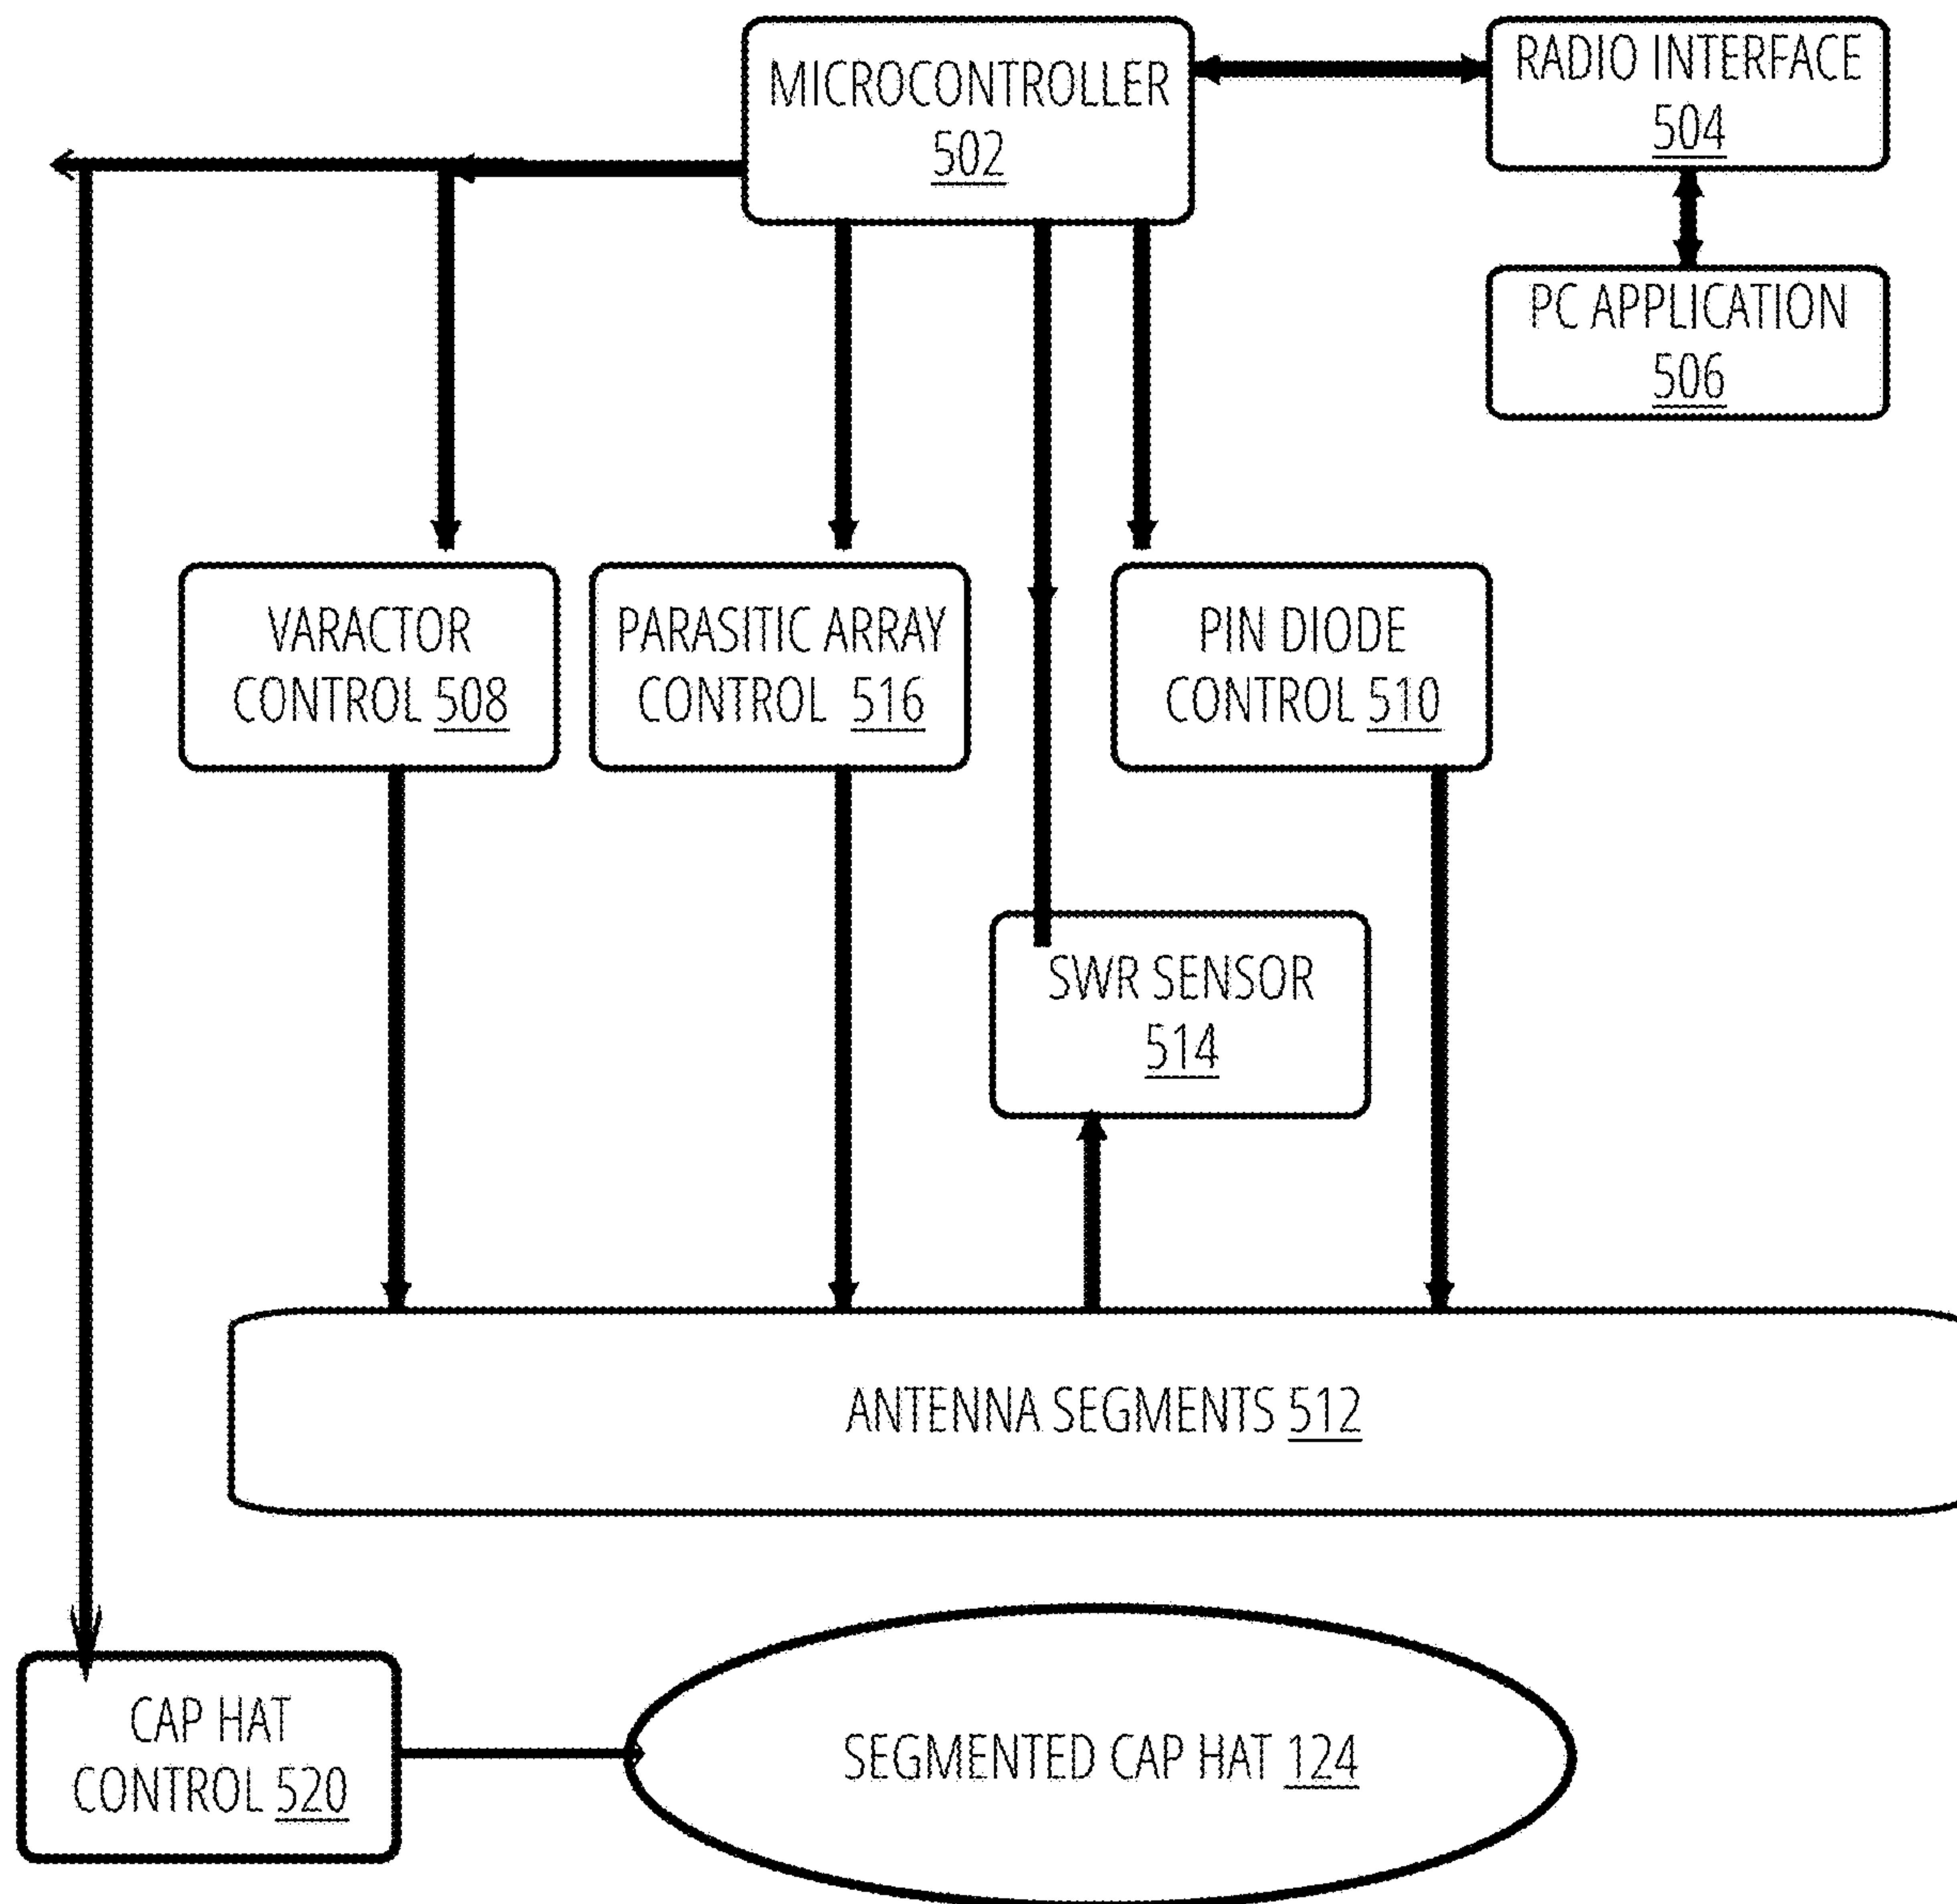 MICROCONTROLLER
502
RADIO INTERFACE
504
PC APPLICATION
506
VARACTOR
CONTROL 508
PARASITIC ARRAY
CONTROL 516
PIN DIODE
CONTROL 510
SWR SENSOR
514
ANTENNA SEGMENTS 512
CAP HAT
CONTROL 520
SEGMENTED CAP HAT 124